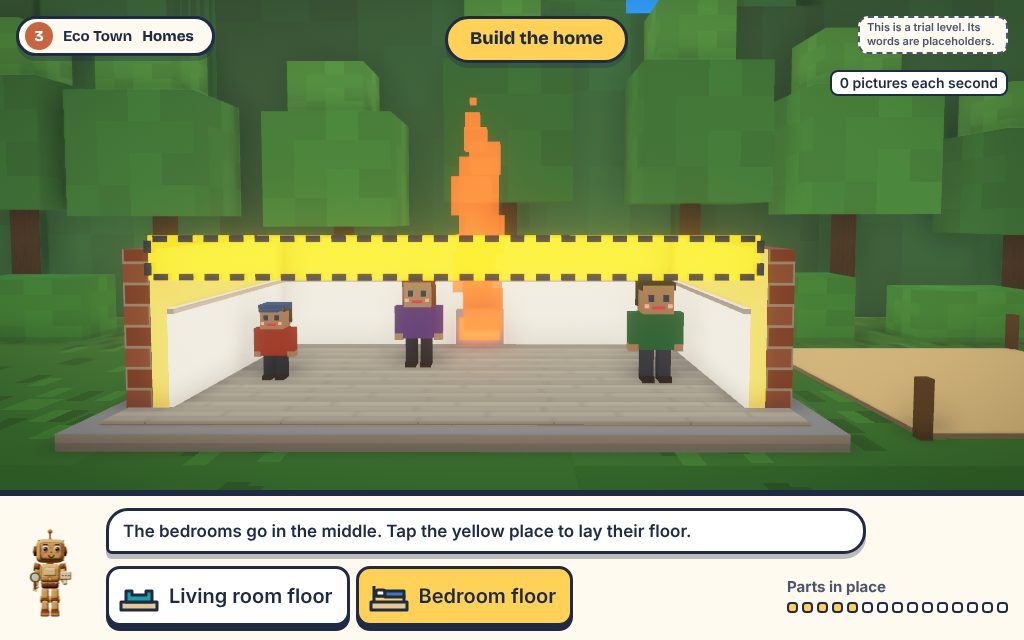 3 Eco Town Homes
Build the home
This is a trial level. Its
words are placeholders.
0 pictures each second
The bedrooms go in the middle. Tap the yellow place to lay their floor.
Living room floor
Bedroom floor
Parts in place